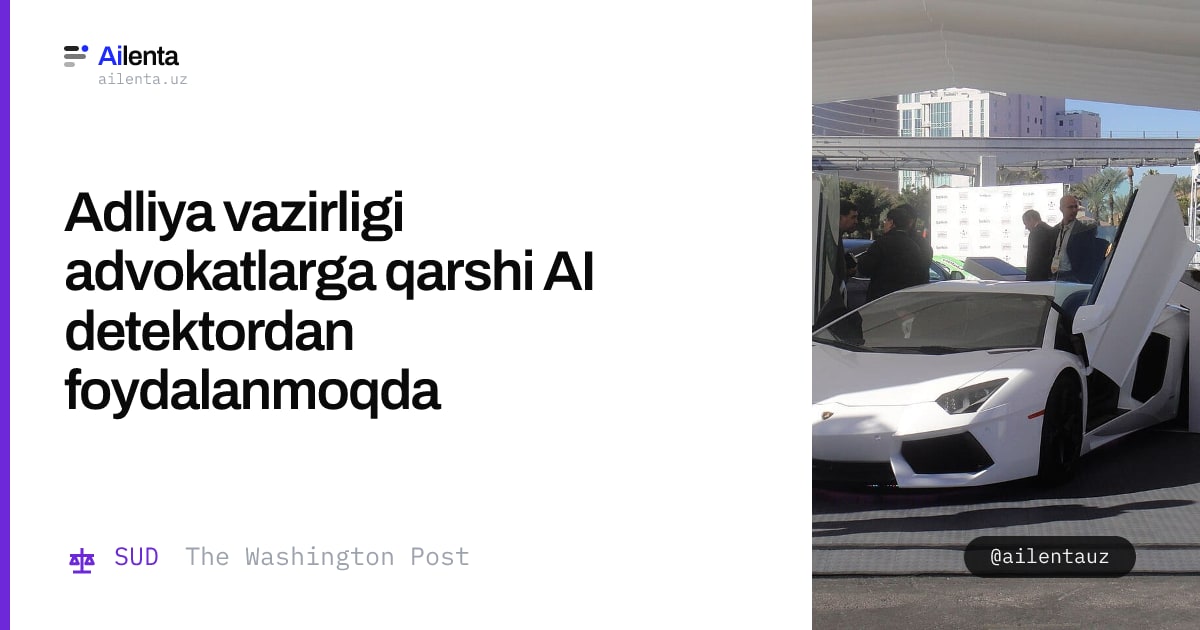 Ailenta
ailenta.uz
Adliya vazirligi
advokatlarga qarshi AI
detektordan
foydalanmoqda
SUD The Washington Post
@ailentauz